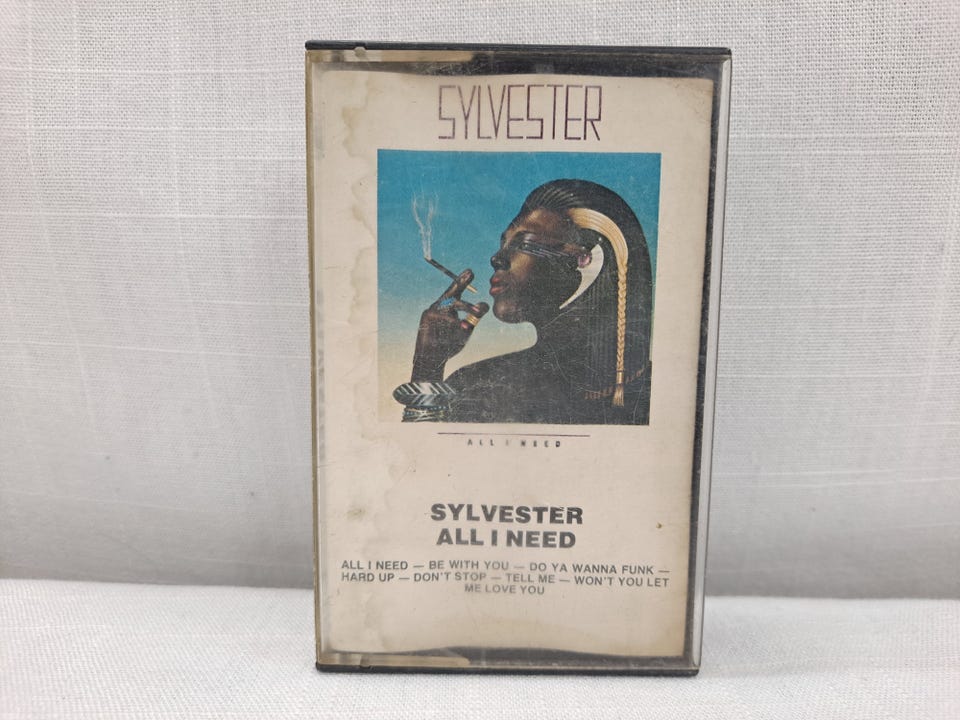 SYLVESTER
ALL I NEED
SYLVESTER
ALL I NEED
ALL I NEED — BE WITH YOU — DO YA WANNA FUNK —
HARD UP — DON'T STOP — TELL ME — WON'T YOU LET
ME LOVE YOU